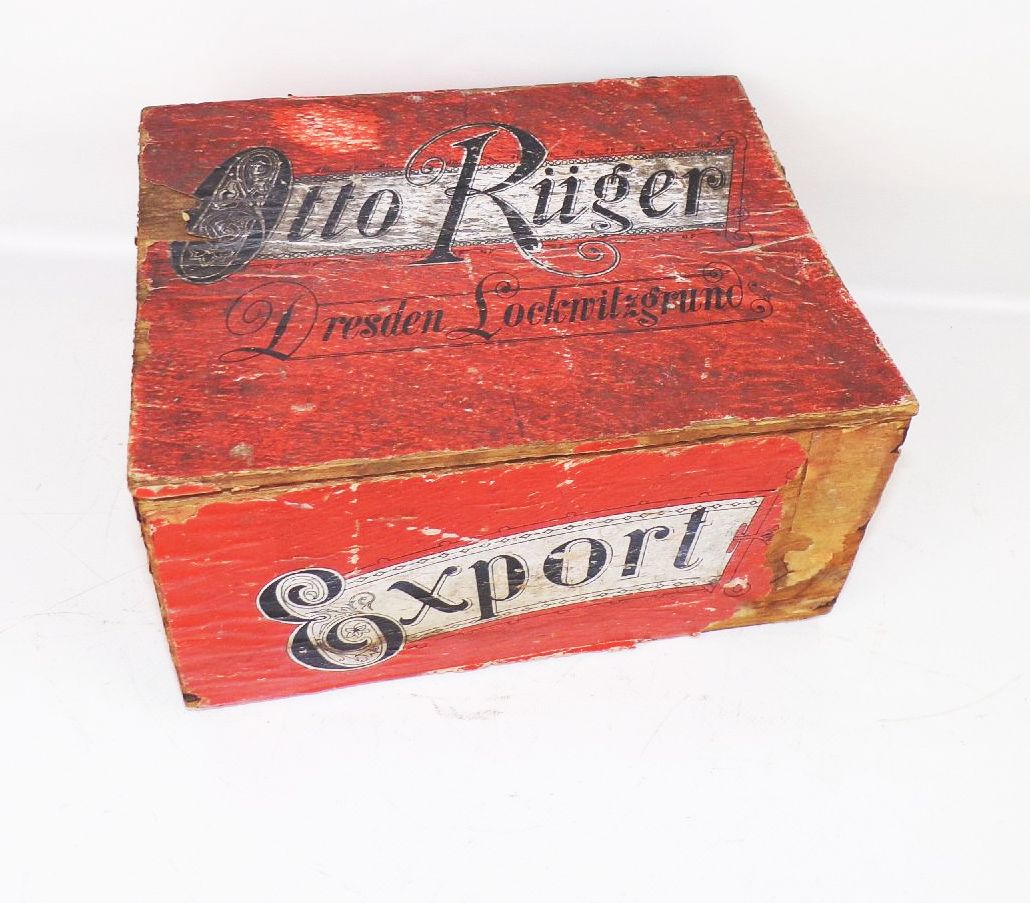 Otto Rüger
Dresden Lockwitzgrund
Export